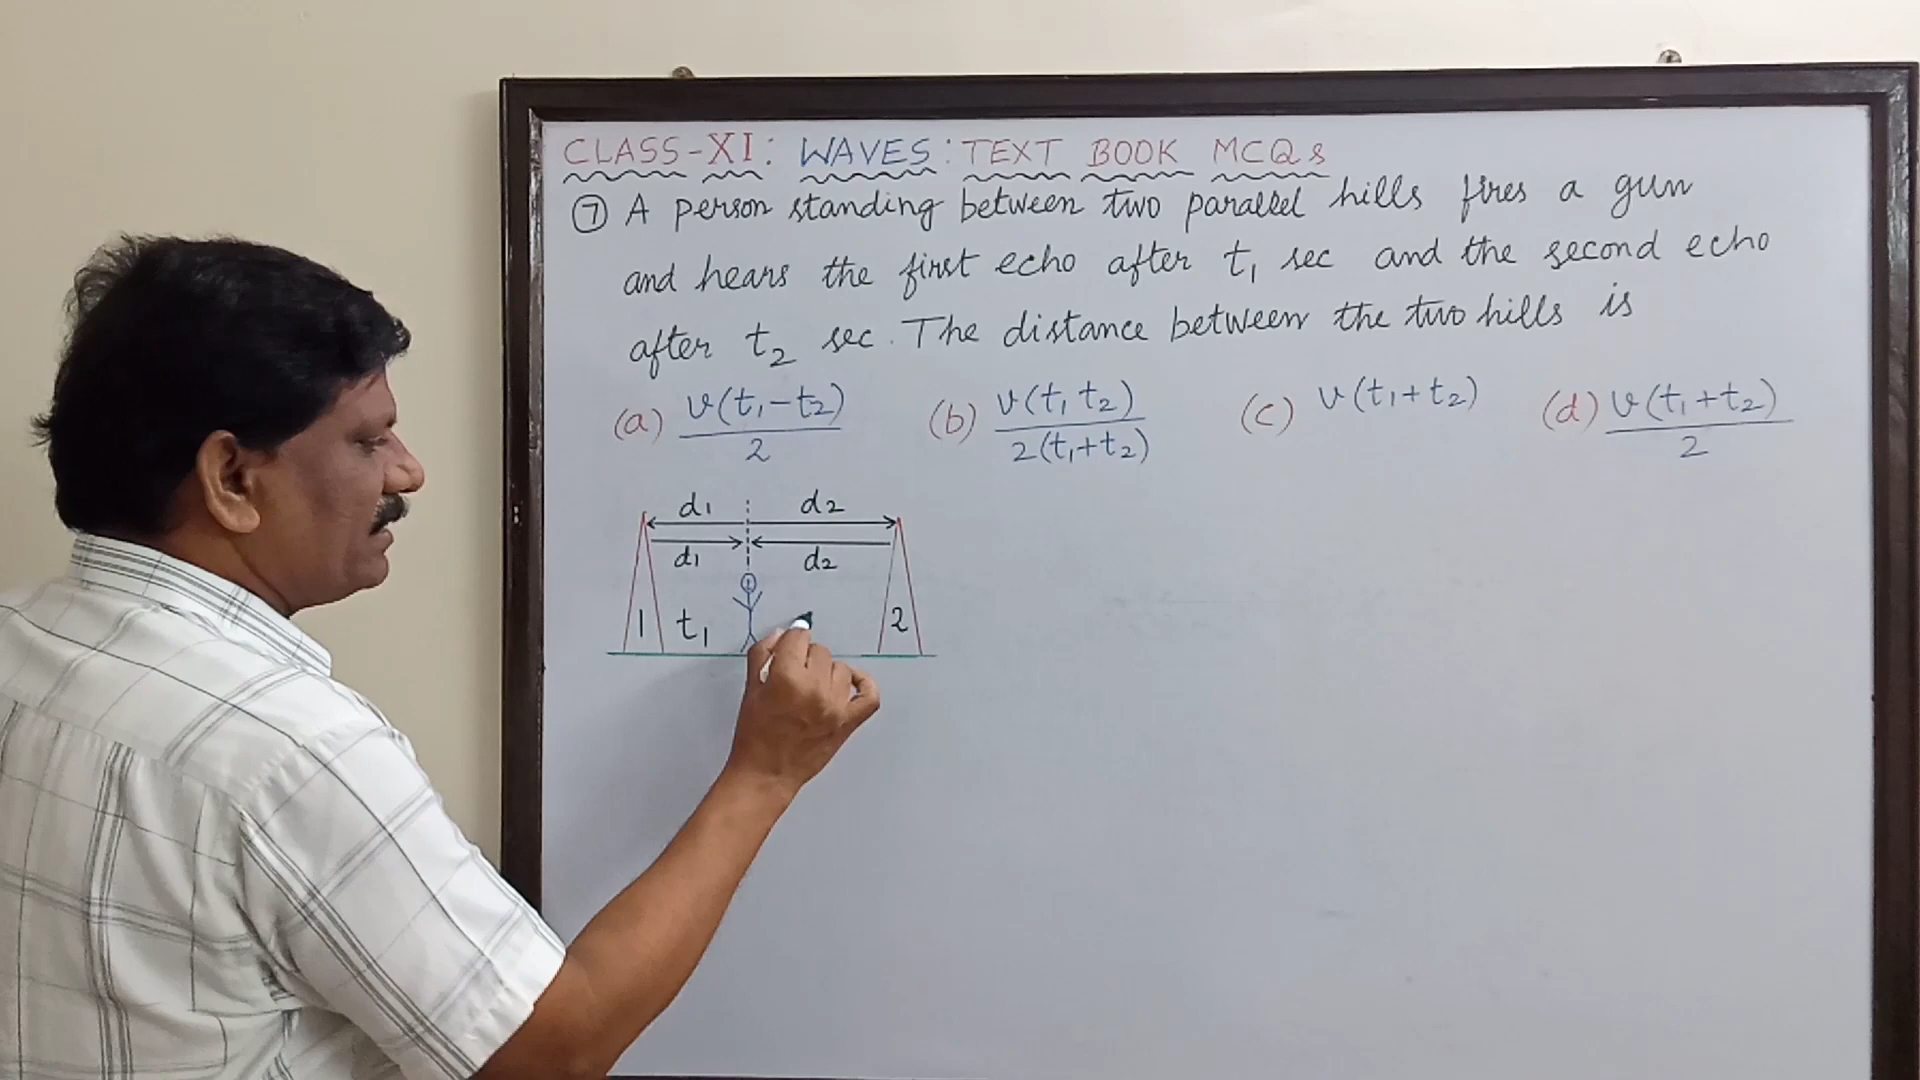 CLASS-XI: WAVES: TEXT BOOK MCQs
⑦ A person standing between two parallel hills fires a gun
and hears the first echo after t₁ sec and the second echo
after t₂ sec. The distance between the two hills is
(a) v(t₁-t₂)/2 (b) v(t₁ t₂)/2(t₁+t₂) (c) v(t₁+t₂) (d) v(t₁+t₂)/2
d₁ d₂
d₁ d₂
1 t₁ 2